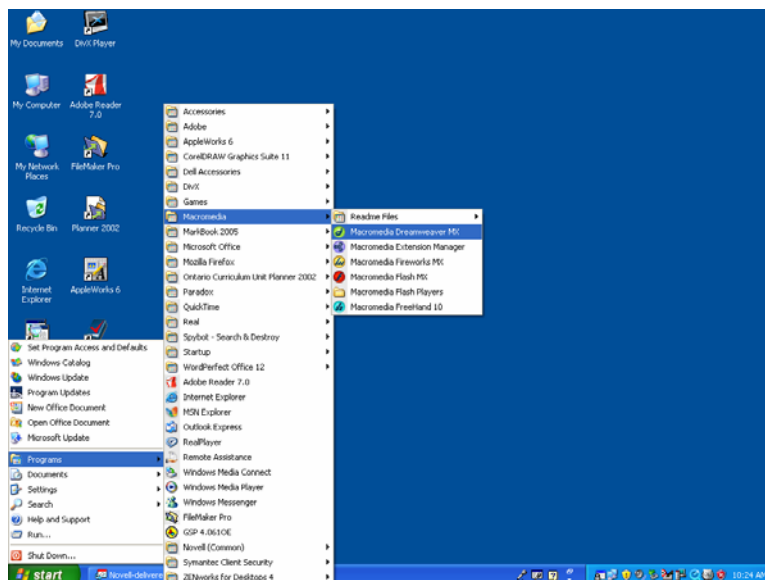 My Documents
DivX Player
My Computer
Adobe Reader
7.0
My Network
Places
FileMaker Pro
Recycle Bin
Planner 2002
Internet
Explorer
AppleWorks 6
Set Program Access and Defaults
Windows Catalog
Windows Update
Program Updates
New Office Document
Open Office Document
Microsoft Update
Programs
Documents
Settings
Search
Help and Support
Run...
Shut Down...
Accessories
Adobe
AppleWorks 6
CorelDRAW Graphics Suite 11
Dell Accessories
DivX
Games
Macromedia
MarkBook 2005
Microsoft Office
Mozilla Firefox
Ontario Curriculum Unit Planner 2002
Paradox
QuickTime
Real
Spybot - Search & Destroy
Startup
WordPerfect Office 12
Adobe Reader 7.0
Internet Explorer
MSN Explorer
Outlook Express
RealPlayer
Remote Assistance
Windows Media Connect
Windows Media Player
Windows Messenger
FileMaker Pro
GSP 4.061OE
Novell (Common)
Symantec Client Security
ZENworks for Desktops 4
Readme Files
Macromedia Dreamweaver MX
Macromedia Extension Manager
Macromedia Fireworks MX
Macromedia Flash MX
Macromedia Flash Players
Macromedia FreeHand 10
start
Novell-delivere
10:24 AM